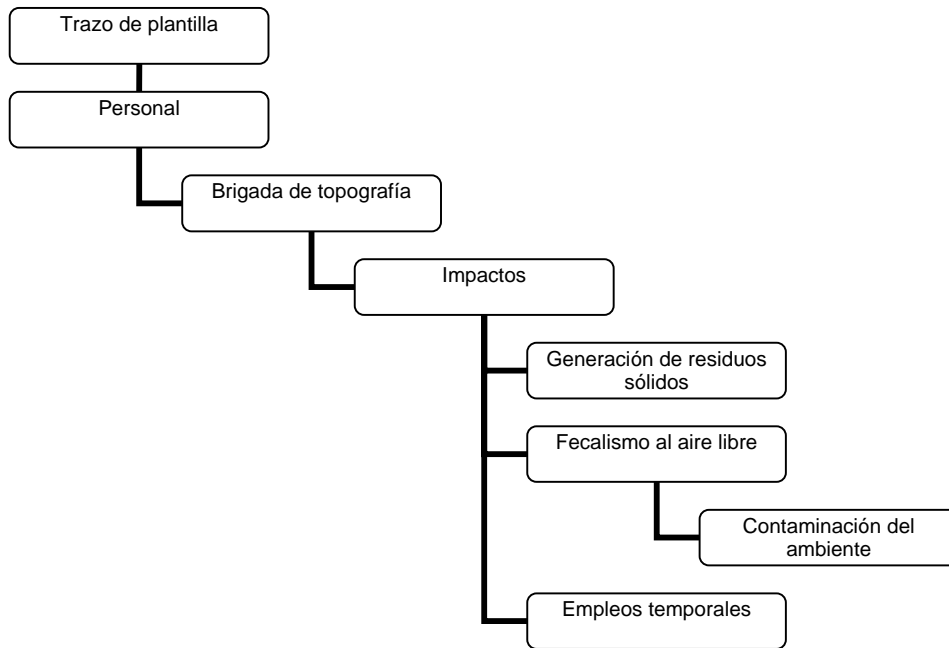 Trazo de plantilla
Personal
Brigada de topografía
Impactos
Generación de residuos
sólidos
Fecalismo al aire libre
Contaminación del
ambiente
Empleos temporales